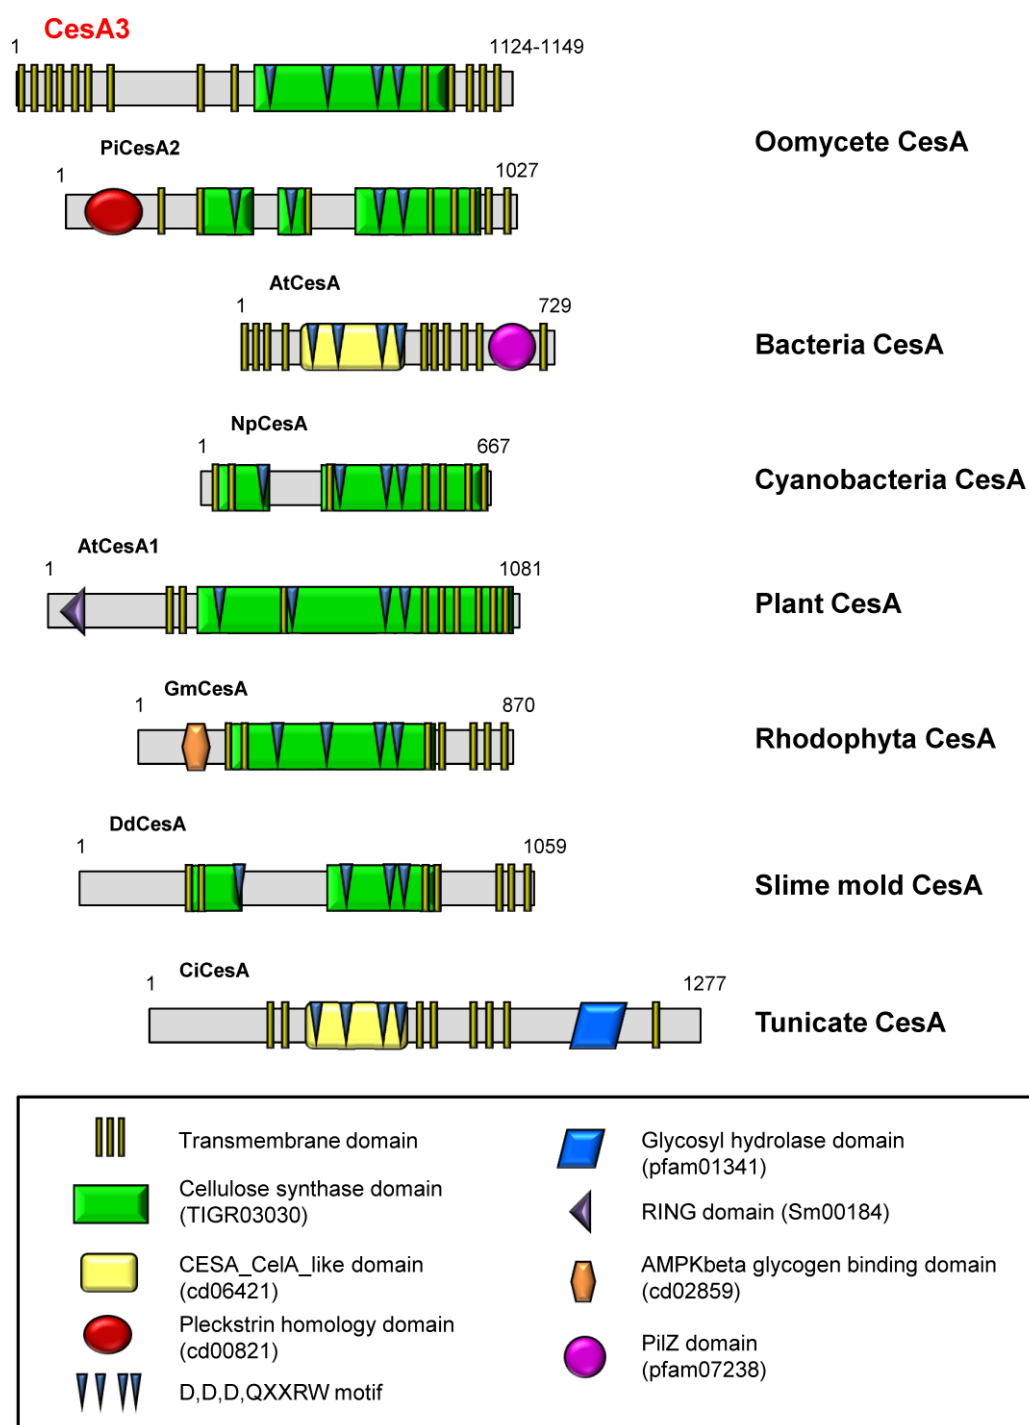 CesA3
1
1124-1149
Oomycete CesA
PiCesA2
1
1027
AtCesA
1
729
Bacteria CesA
NpCesA
1
667
Cyanobacteria CesA
AtCesA1
1
1081
Plant CesA
GmCesA
1
870
Rhodophyta CesA
DdCesA
1
1059
Slime mold CesA
CiCesA
1
1277
Tunicate CesA
Transmembrane domain
Cellulose synthase domain
(TIGR03030)
CESA_CelA_like domain
(cd06421)
Pleckstrin homology domain
(cd00821)
D,D,D,QXXRW motif
Glycosyl hydrolase domain
(pfam01341)
RING domain (Sm00184)
AMPKbeta glycogen binding domain
(cd02859)
PilZ domain
(pfam07238)